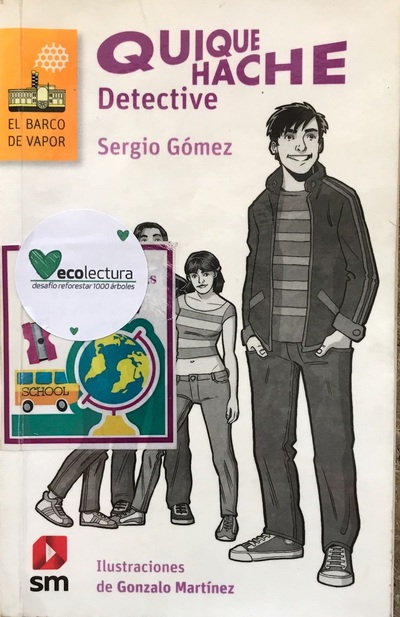 QUIQUE
HACHE
Detective
Sergio Gómez
EL BARCO
DE VAPOR
ecolectura
desafío reforestar 1000 árboles
SCHOOL
sm
Ilustraciones
de Gonzalo Martínez